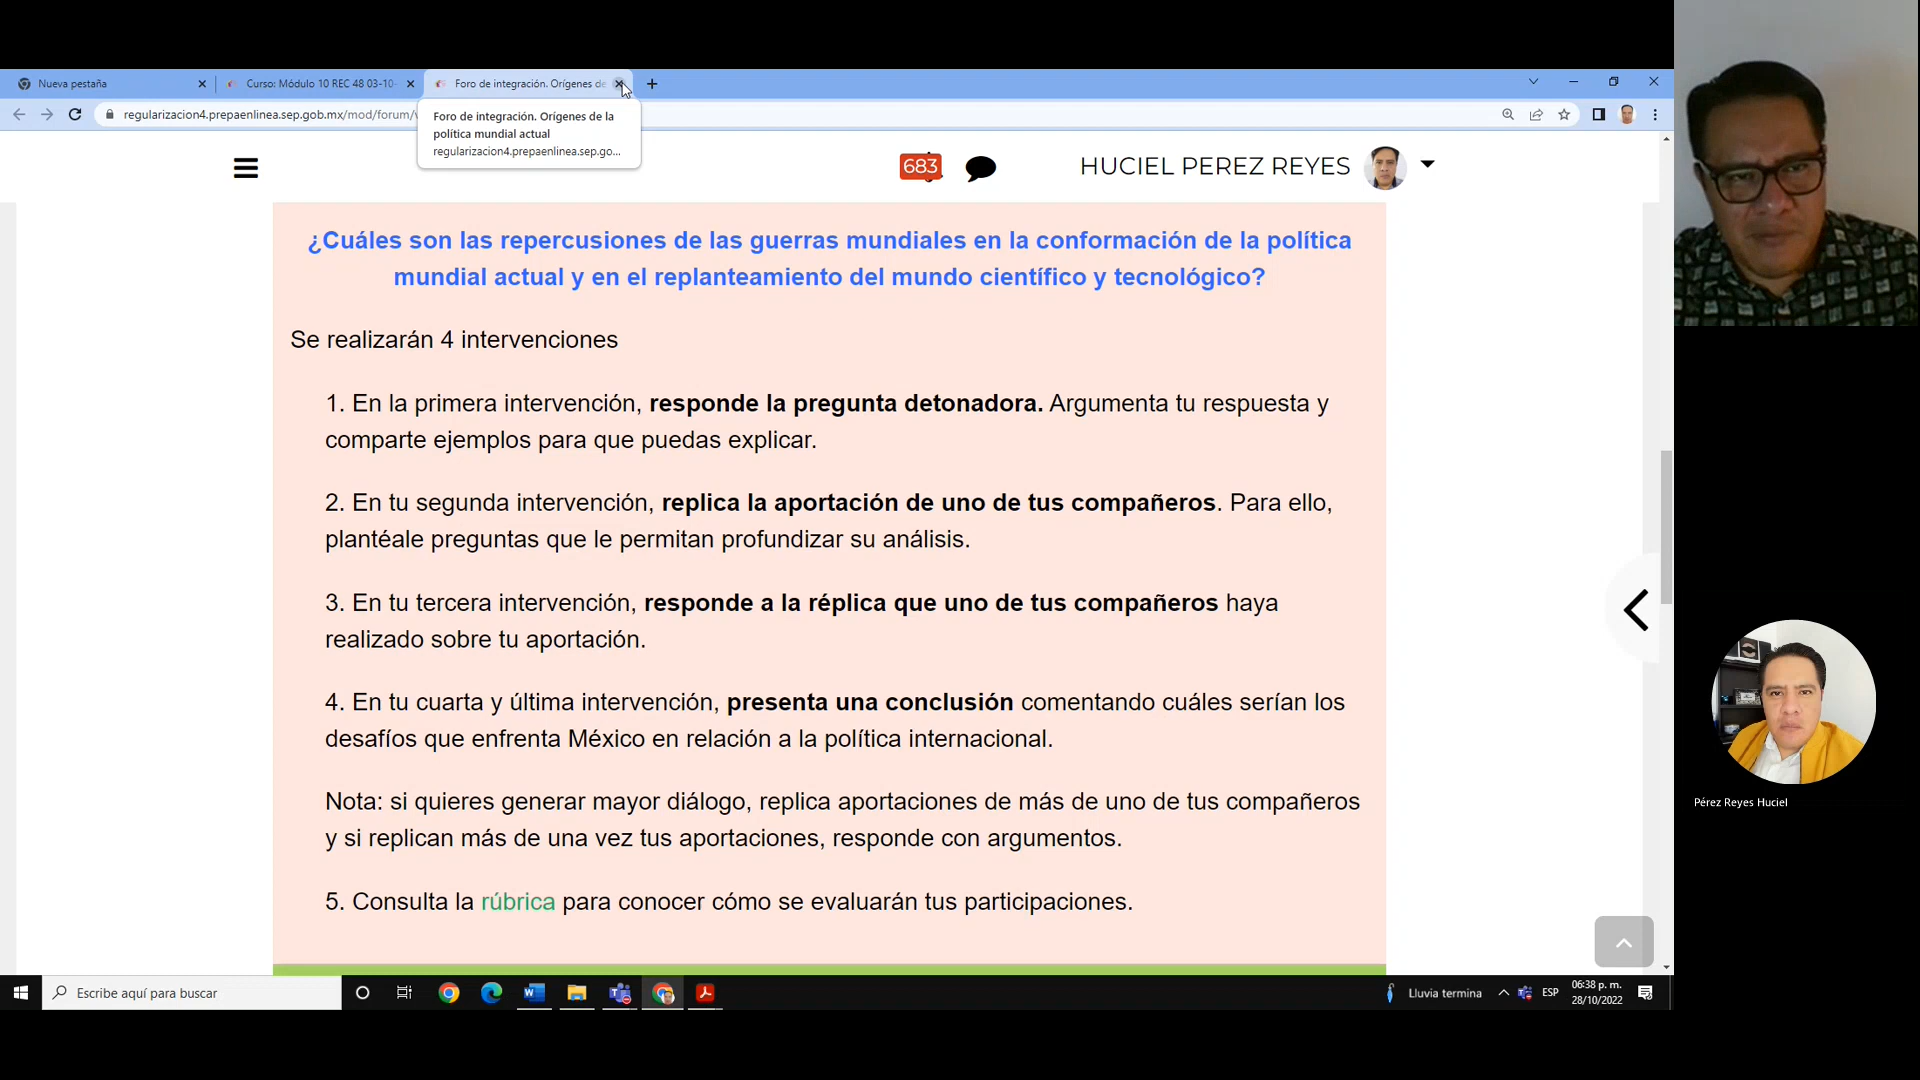 Nueva pestaña
Curso: Módulo 10 REC 48 03-10-
Foro de integración. Orígenes de
regularizacion4.prepaenlinea.sep.gob.mx/mod/forum/
Foro de integración. Orígenes de la
política mundial actual
regularizacion4.prepaenlinea.sep.go...
683
HUCIEL PEREZ REYES
¿Cuáles son las repercusiones de las guerras mundiales en la conformación de la política
mundial actual y en el replanteamiento del mundo científico y tecnológico?
Se realizarán 4 intervenciones
1. En la primera intervención, responde la pregunta detonadora. Argumenta tu respuesta y
comparte ejemplos para que puedas explicar.
2. En tu segunda intervención, replica la aportación de uno de tus compañeros. Para ello,
plantéale preguntas que le permitan profundizar su análisis.
3. En tu tercera intervención, responde a la réplica que uno de tus compañeros haya
realizado sobre tu aportación.
4. En tu cuarta y última intervención, presenta una conclusión comentando cuáles serían los
desafíos que enfrenta México en relación a la política internacional.
Nota: si quieres generar mayor diálogo, replica aportaciones de más de uno de tus compañeros
y si replican más de una vez tus aportaciones, responde con argumentos.
5. Consulta la rúbrica para conocer cómo se evaluarán tus participaciones.
Pérez Reyes Huciel
Escribe aquí para buscar
Lluvia termina
ESP
06:38 p. m.
28/10/2022